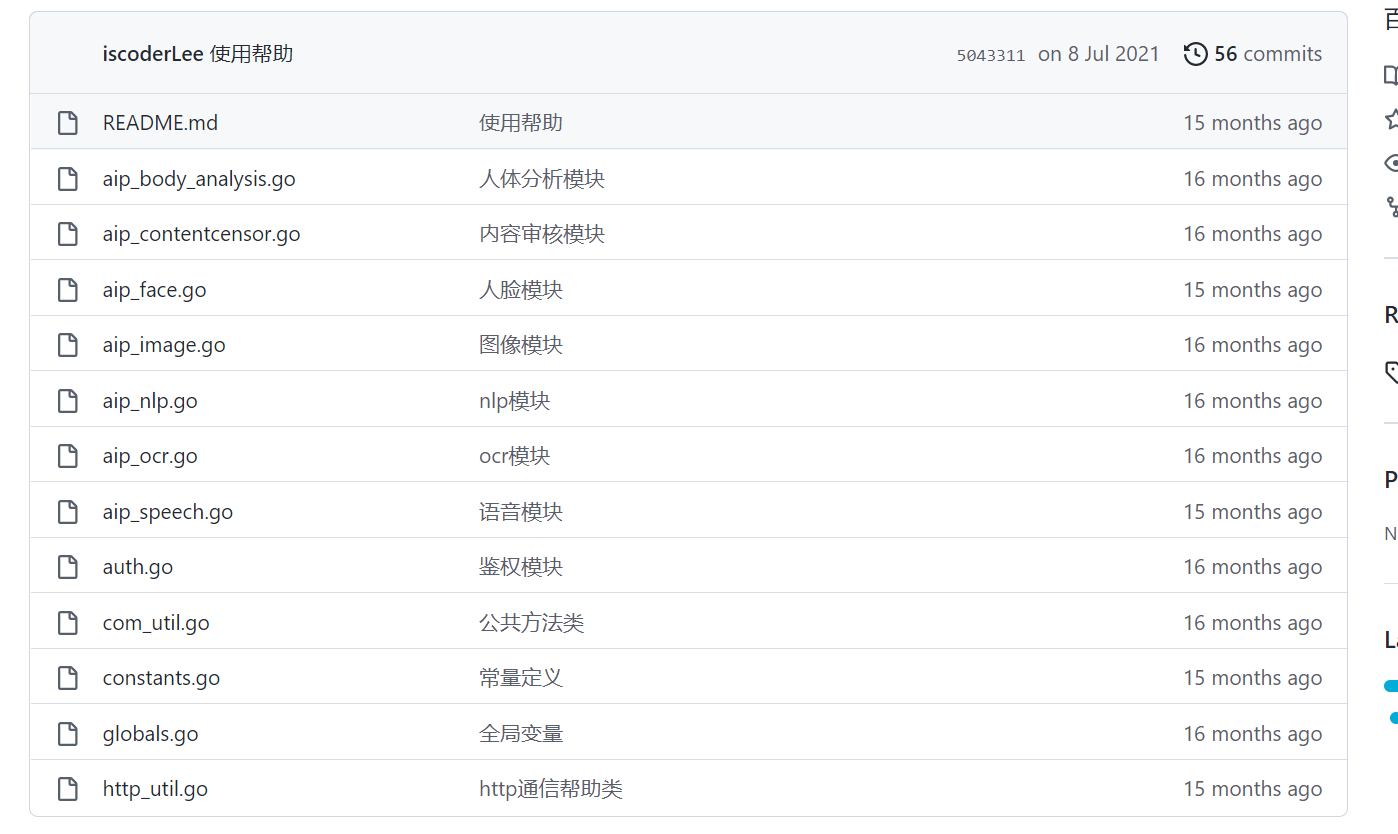 iscoderLee 使用帮助 5043311 on 8 Jul 2021 56 commits
README.md 使用帮助 15 months ago
aip_body_analysis.go 人体分析模块 16 months ago
aip_contentcensor.go 内容审核模块 16 months ago
aip_face.go 人脸模块 15 months ago
aip_image.go 图像模块 16 months ago
aip_nlp.go nlp模块 16 months ago
aip_ocr.go ocr模块 16 months ago
aip_speech.go 语音模块 15 months ago
auth.go 鉴权模块 16 months ago
com_util.go 公共方法类 16 months ago
constants.go 常量定义 15 months ago
globals.go 全局变量 16 months ago
http_util.go http通信帮助类 15 months ago